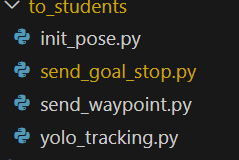 to_students
init_pose.py
send_goal_stop.py
send_waypoint.py
yolo_tracking.py